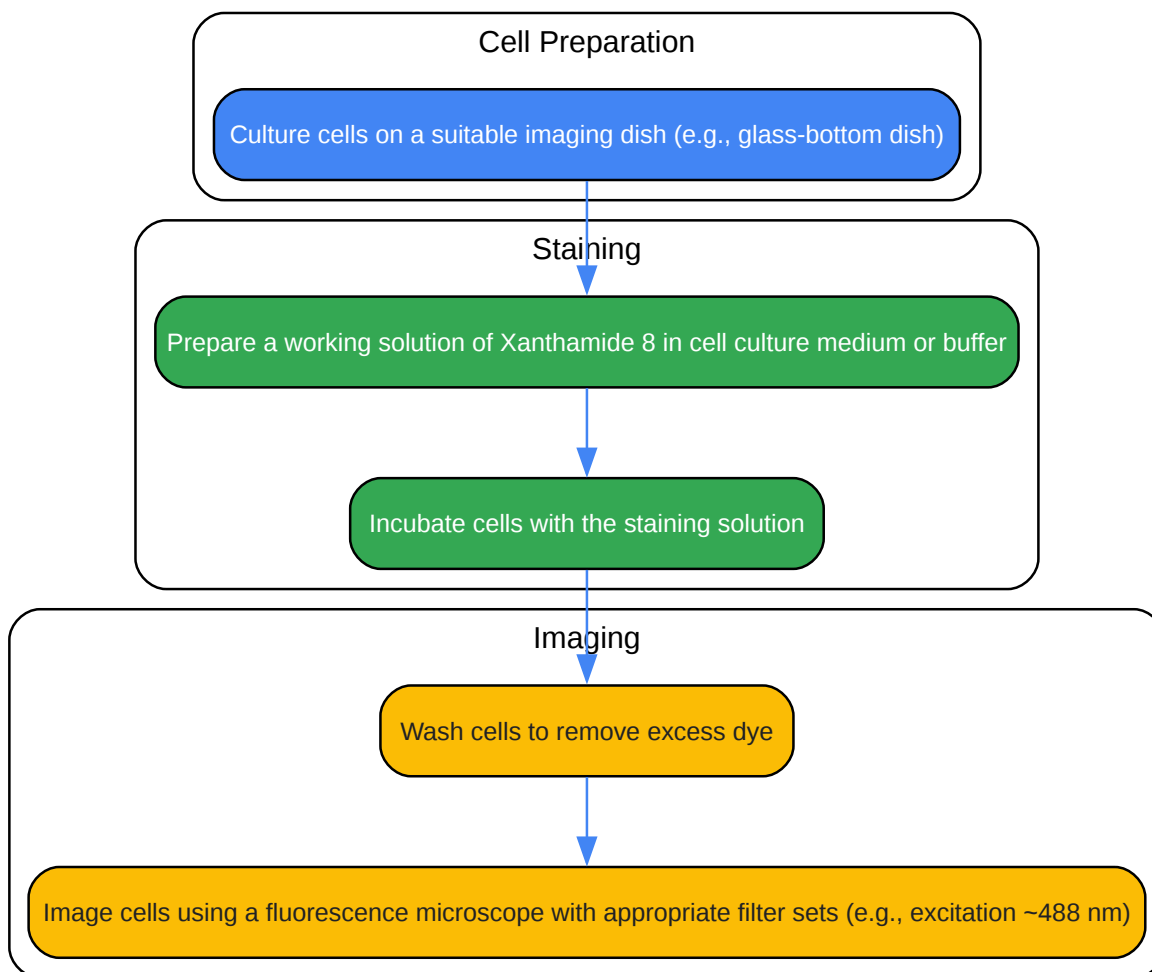 Cell Preparation
Culture cells on a suitable imaging dish (e.g., glass-bottom dish)
Staining
Prepare a working solution of Xanthamide 8 in cell culture medium or buffer
Incubate cells with the staining solution
Imaging
Wash cells to remove excess dye
Image cells using a fluorescence microscope with appropriate filter sets (e.g., excitation ~488 nm)